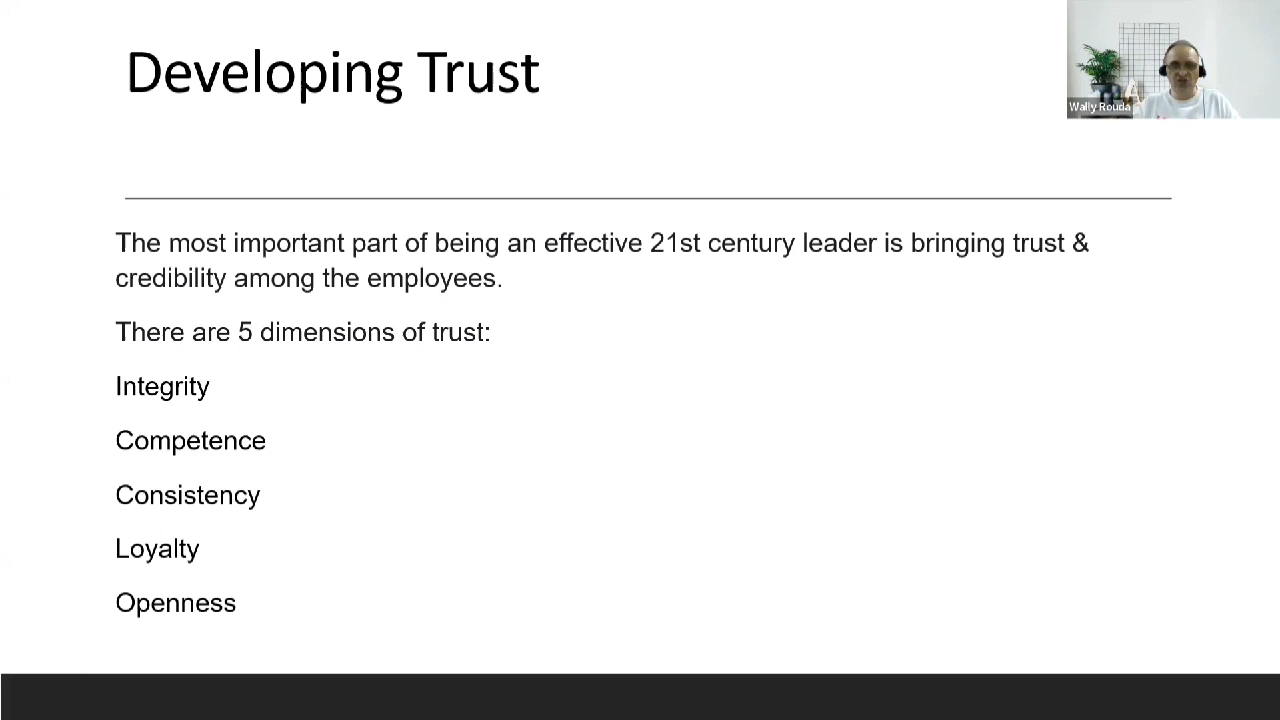 Developing Trust
Wally Rouda
The most important part of being an effective 21st century leader is bringing trust &
credibility among the employees.
There are 5 dimensions of trust:
Integrity
Competence
Consistency
Loyalty
Openness